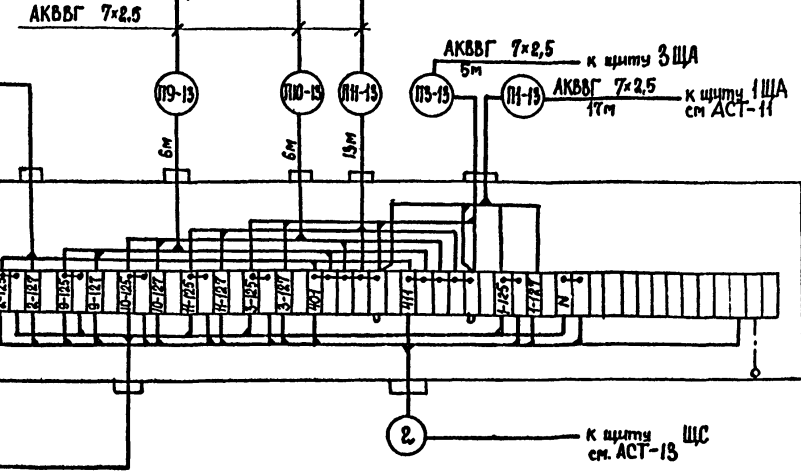 АКВВГ 7×2.5
АКВВГ 7×2,5
к щиту 3ЩА
5м
П9-13
П10-13
П11-13
П3-13
П1-13
АКВВГ 7×2,5
17м
к щиту 1ЩА
см АСТ-11
6м
6м
13м
2-125
2-127
9-125
9-127
10-125
10-127
11-125
11-127
3-125
3-127
401
411
1-125
1-127
N
2
к щиту ЩС
см. АСТ-13